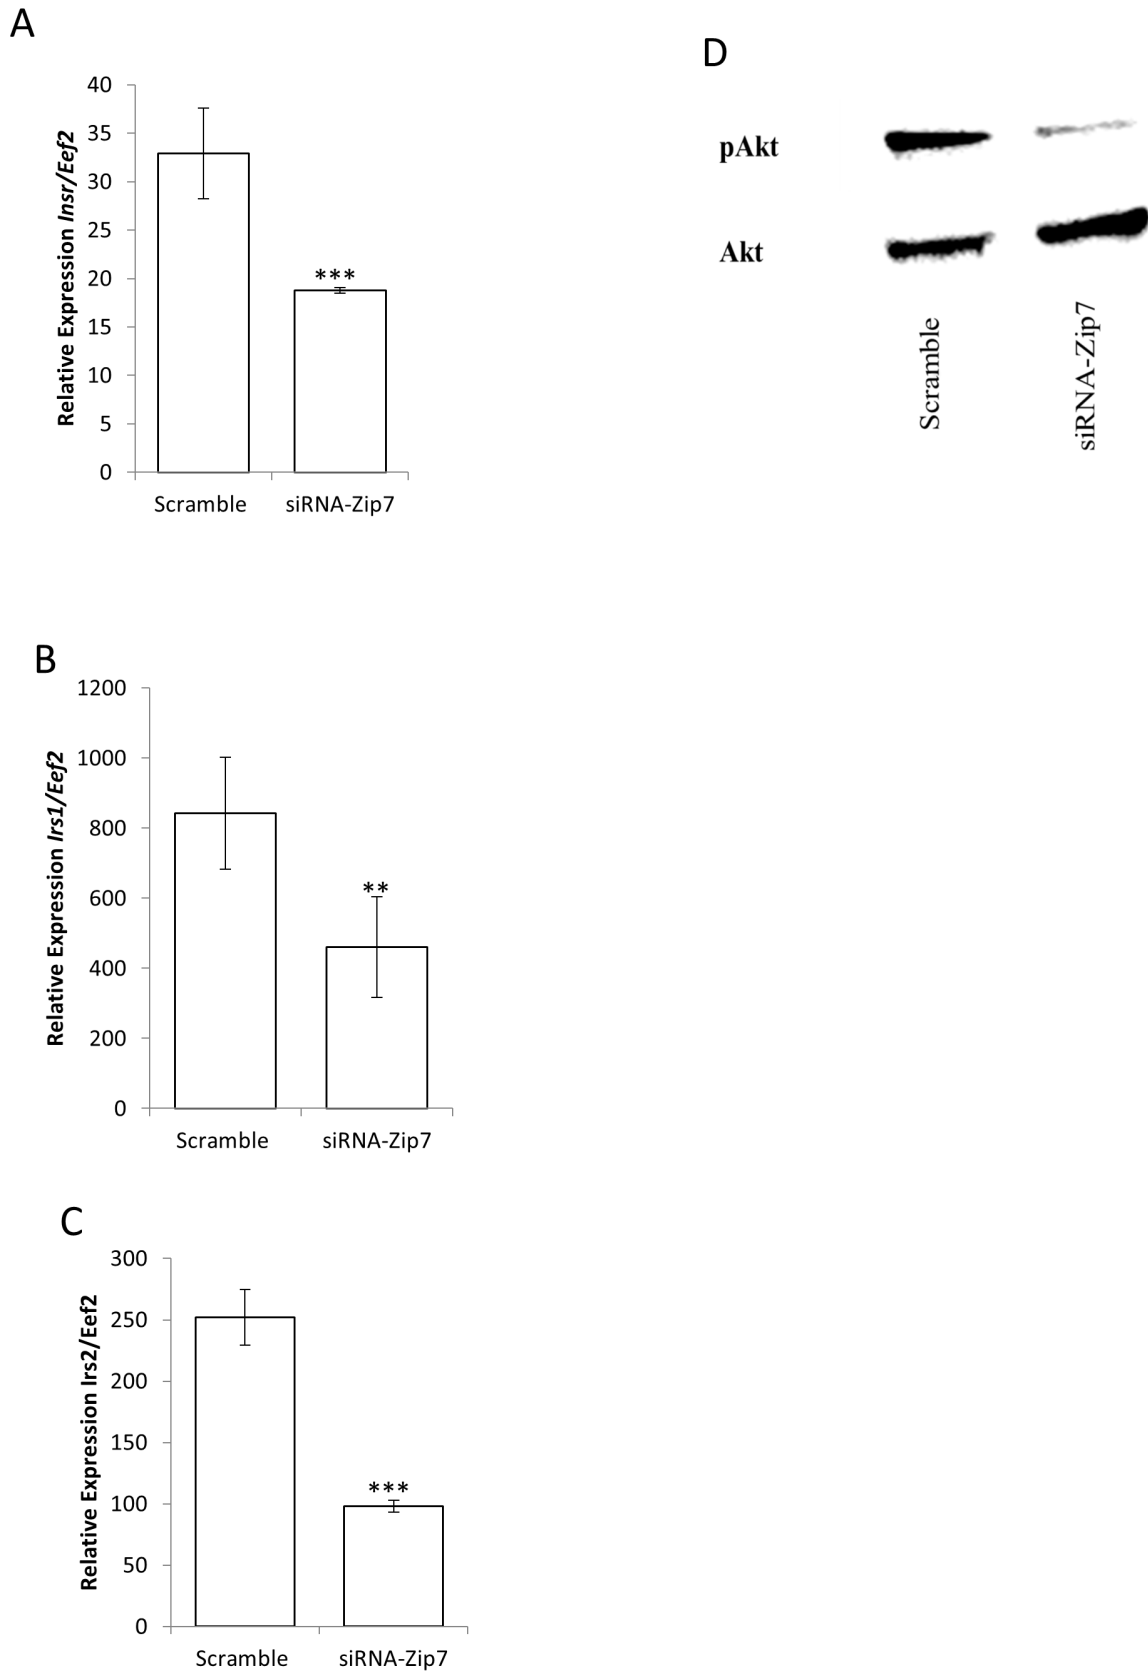 A
40
35
30
25
20
15
10
5
0
Relative Expression Insr/Eef2
***
Scramble
siRNA-Zip7
D
pAkt
Akt
Scramble
siRNA-Zip7
B
1200
1000
800
600
400
200
0
Relative Expression Irs1/Eef2
**
Scramble
siRNA-Zip7
C
300
250
200
150
100
50
0
Relative Expression Irs2/Eef2
***
Scramble
siRNA-Zip7